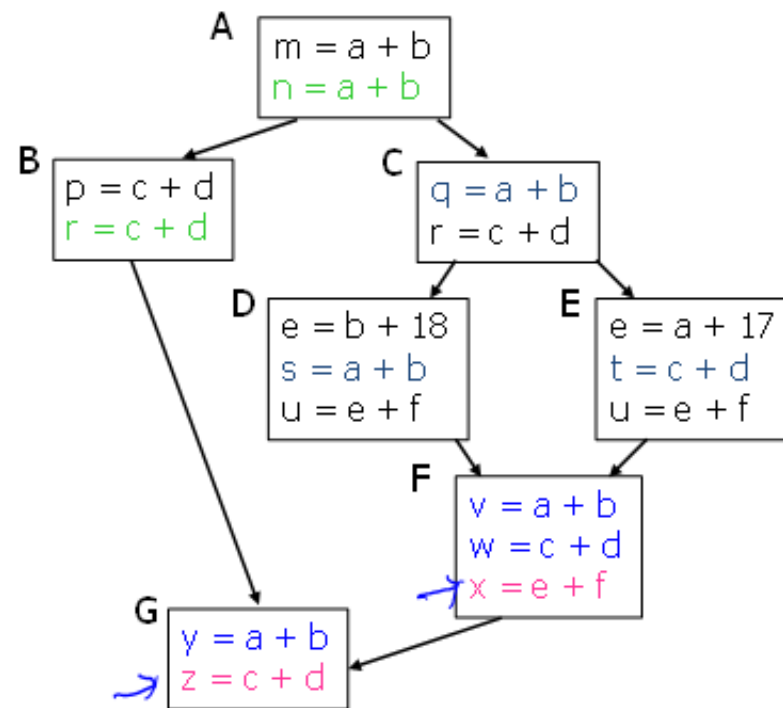 A
m = a + b
n = a + b
B
p = c + d
r = c + d
C
q = a + b
r = c + d
D
e = b + 18
s = a + b
u = e + f
E
e = a + 17
t = c + d
u = e + f
F
v = a + b
w = c + d
x = e + f
G
y = a + b
z = c + d